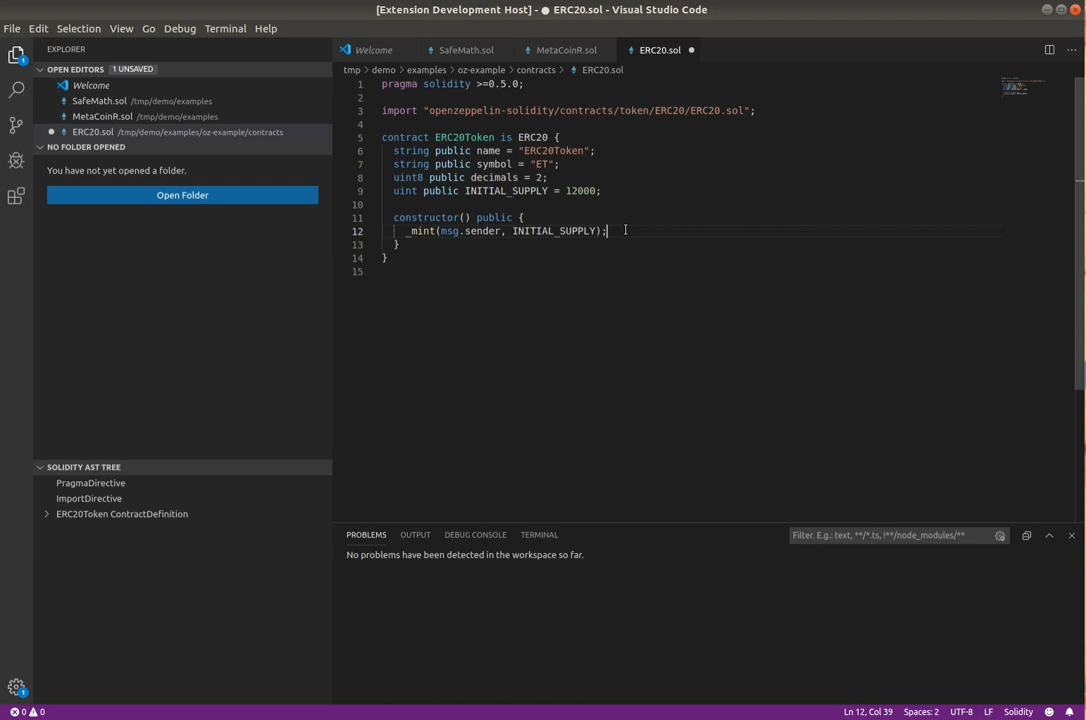 [Extension Development Host] - ● ERC20.sol - Visual Studio Code
File Edit Selection View Go Debug Terminal Help
EXPLORER
OPEN EDITORS 1 UNSAVED
Welcome
SafeMath.sol /tmp/demo/examples
MetaCoinR.sol /tmp/demo/examples
ERC20.sol /tmp/demo/examples/oz-example/contracts
NO FOLDER OPENED
You have not yet opened a folder.
Open Folder
SOLIDITY AST TREE
PragmaDirective
ImportDirective
ERC20Token ContractDefinition
1
1
Welcome SafeMath.sol MetaCoinR.sol ERC20.sol
tmp › demo › examples › oz-example › contracts › ERC20.sol
1 pragma solidity >=0.5.0;
2
3 import "openzeppelin-solidity/contracts/token/ERC20/ERC20.sol";
4
5 contract ERC20Token is ERC20 {
6 string public name = "ERC20Token";
7 string public symbol = "ET";
8 uint8 public decimals = 2;
9 uint public INITIAL_SUPPLY = 12000;
10
11 constructor() public {
12 _mint(msg.sender, INITIAL_SUPPLY);
13 }
14 }
15
PROBLEMS OUTPUT DEBUG CONSOLE TERMINAL
Filter. E.g.: text, **/*.ts, !**/node_modules/**
No problems have been detected in the workspace so far.
0 0 Ln 12, Col 39 Spaces: 2 UTF-8 LF Solidity